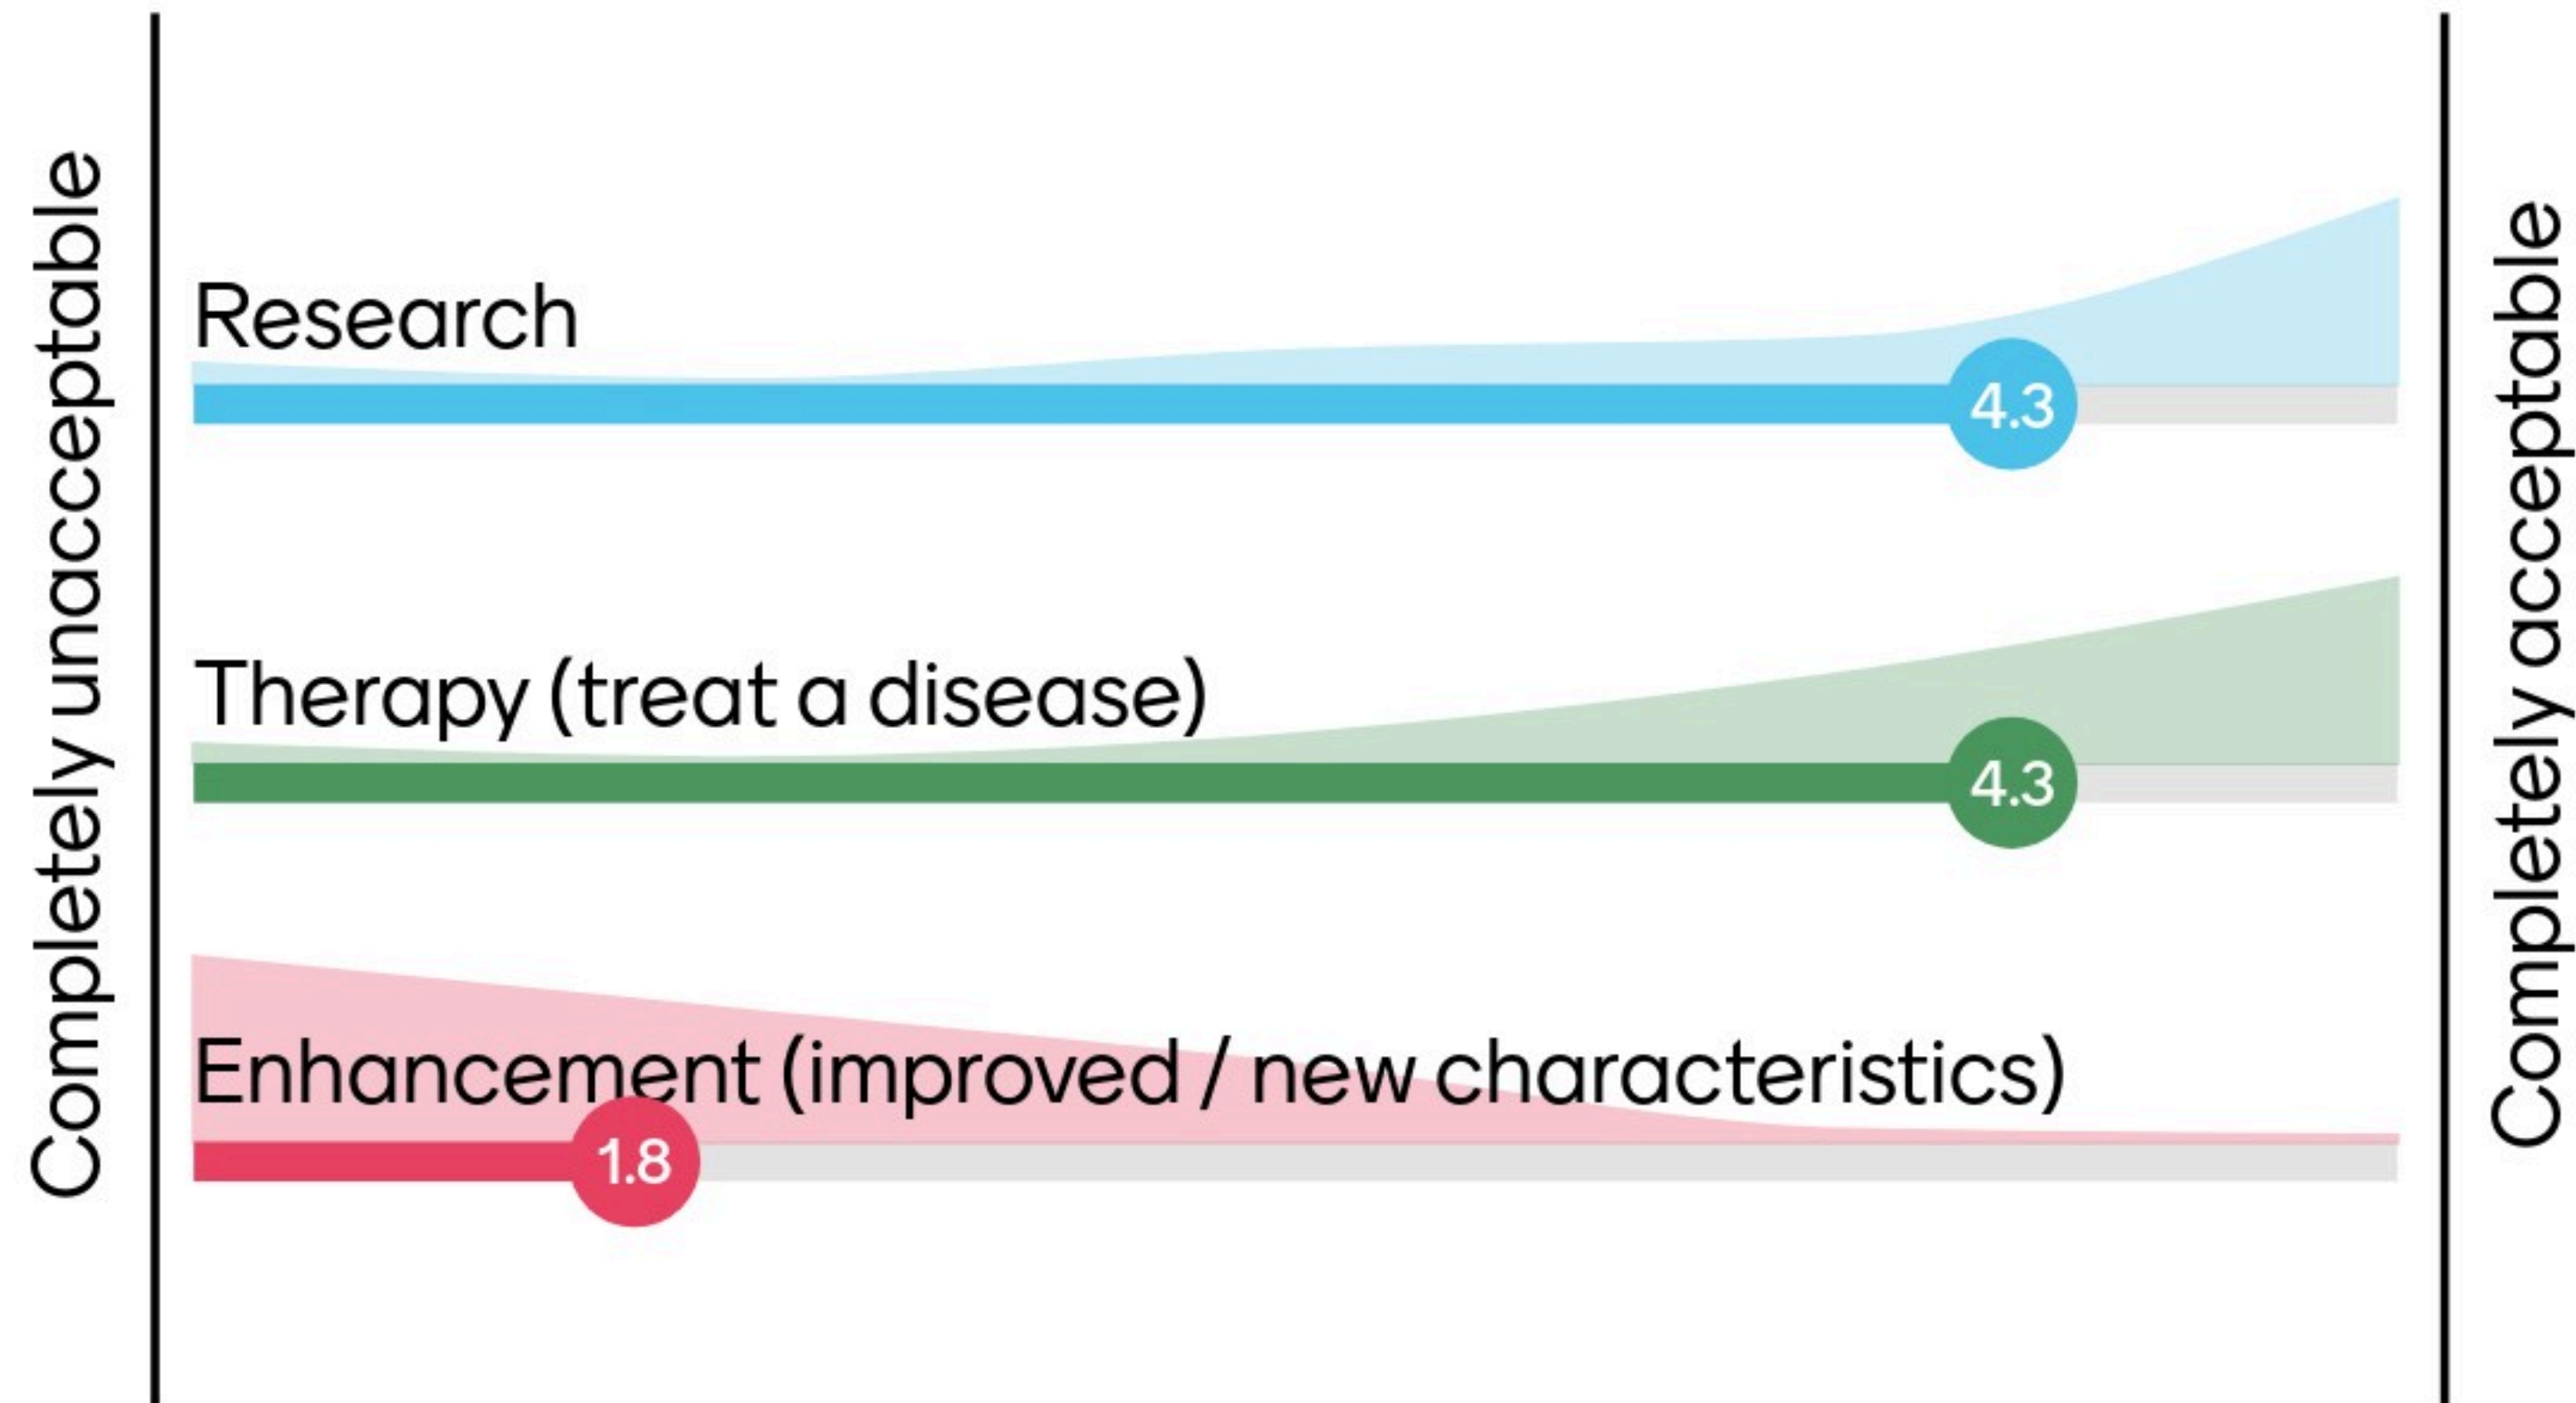 Completely unacceptable
Research
4.3
Therapy (treat a disease)
4.3
Enhancement (improved / new characteristics)
1.8
Completely acceptable